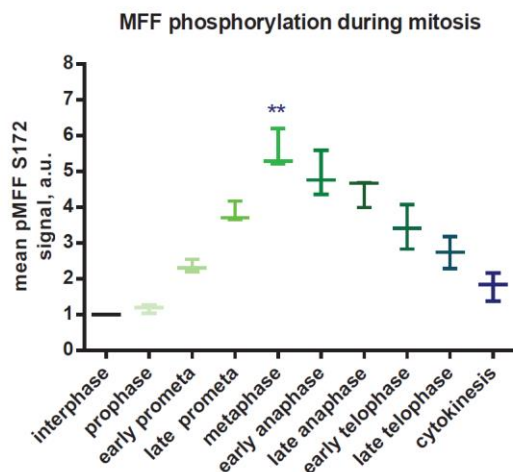 MFF phosphorylation during mitosis
mean pMFF S172
signal, a.u.
8
7
6
5
4
3
2
1
0
**
interphase
prophase
early prometa
late prometa
metaphase
early anaphase
late anaphase
early telophase
late telophase
cytokinesis